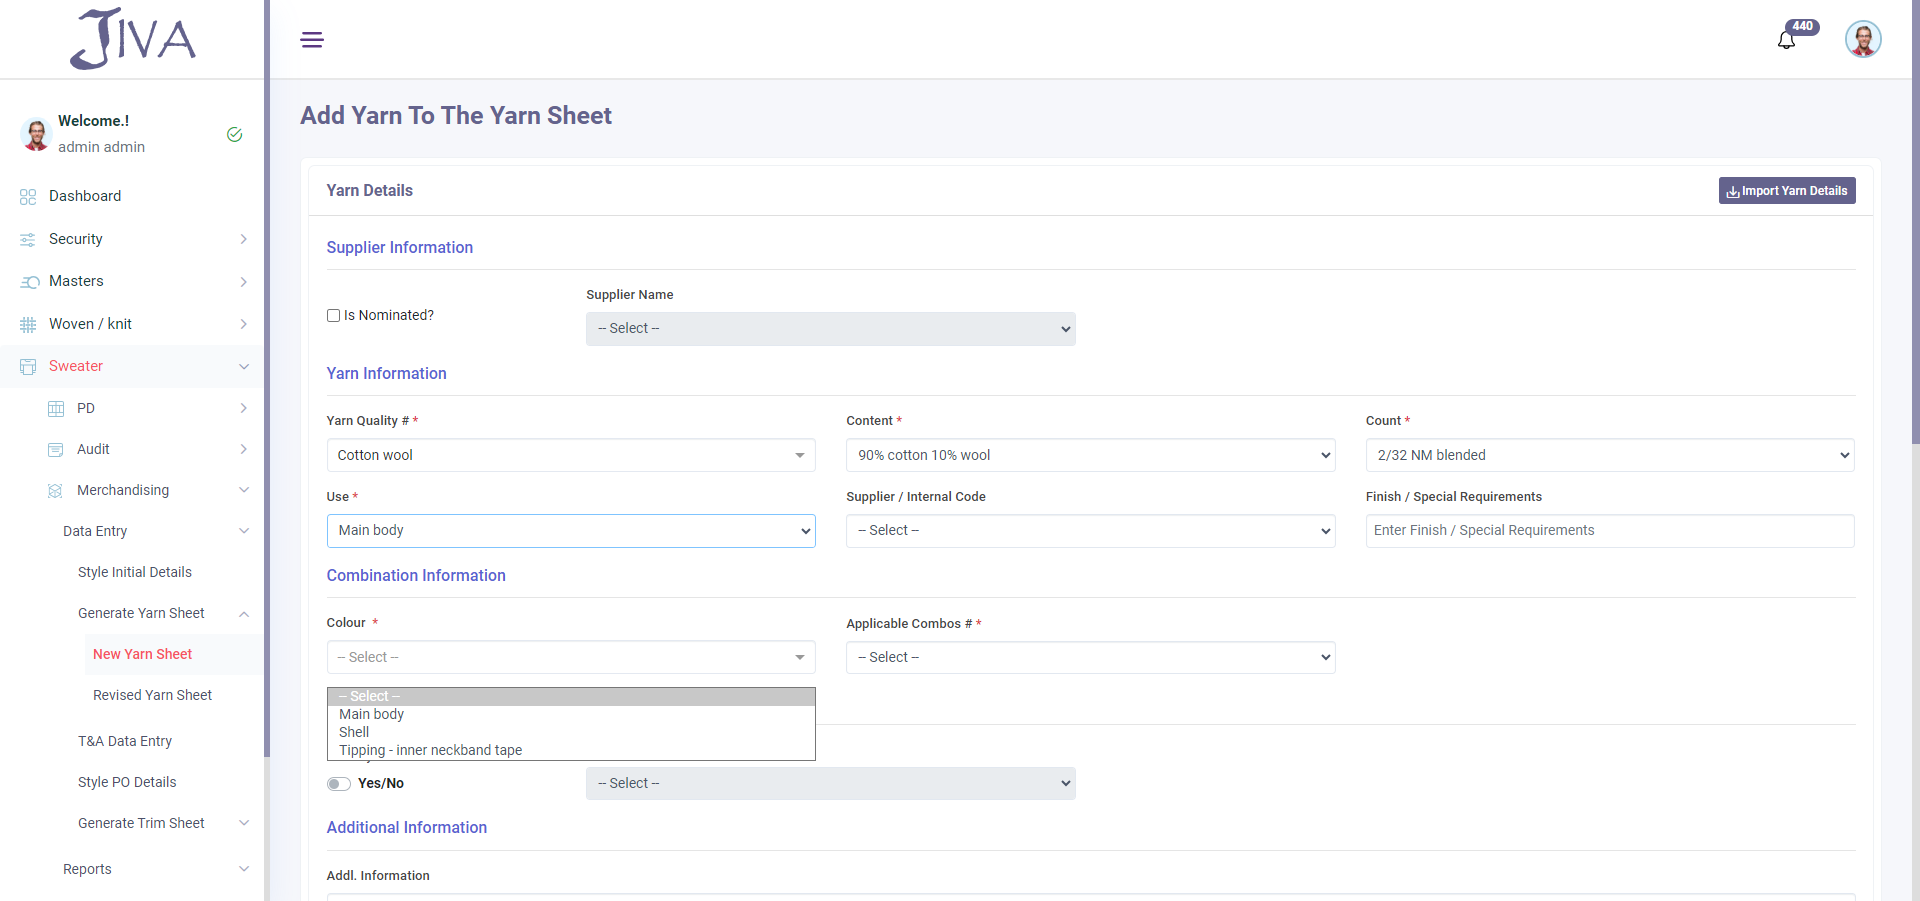 JIVA
440
Welcome.!
admin admin
Dashboard
Security
Masters
Woven / knit
Sweater
PD
Audit
Merchandising
Data Entry
Style Initial Details
Generate Yarn Sheet
New Yarn Sheet
Revised Yarn Sheet
T&A Data Entry
Style PO Details
Generate Trim Sheet
Reports
Add Yarn To The Yarn Sheet
Yarn Details
Import Yarn Details
Supplier Information
Is Nominated?
Supplier Name
-- Select --
Yarn Information
Yarn Quality # *
Content *
Count *
Cotton wool
90% cotton 10% wool
2/32 NM blended
Use *
Supplier / Internal Code
Finish / Special Requirements
Main body
-- Select --
Enter Finish / Special Requirements
Combination Information
Colour *
Applicable Combos # *
-- Select --
-- Select --
-- Select --
Main body
Shell
Tipping - inner neckband tape
Yes/No
-- Select --
Additional Information
Addl. Information